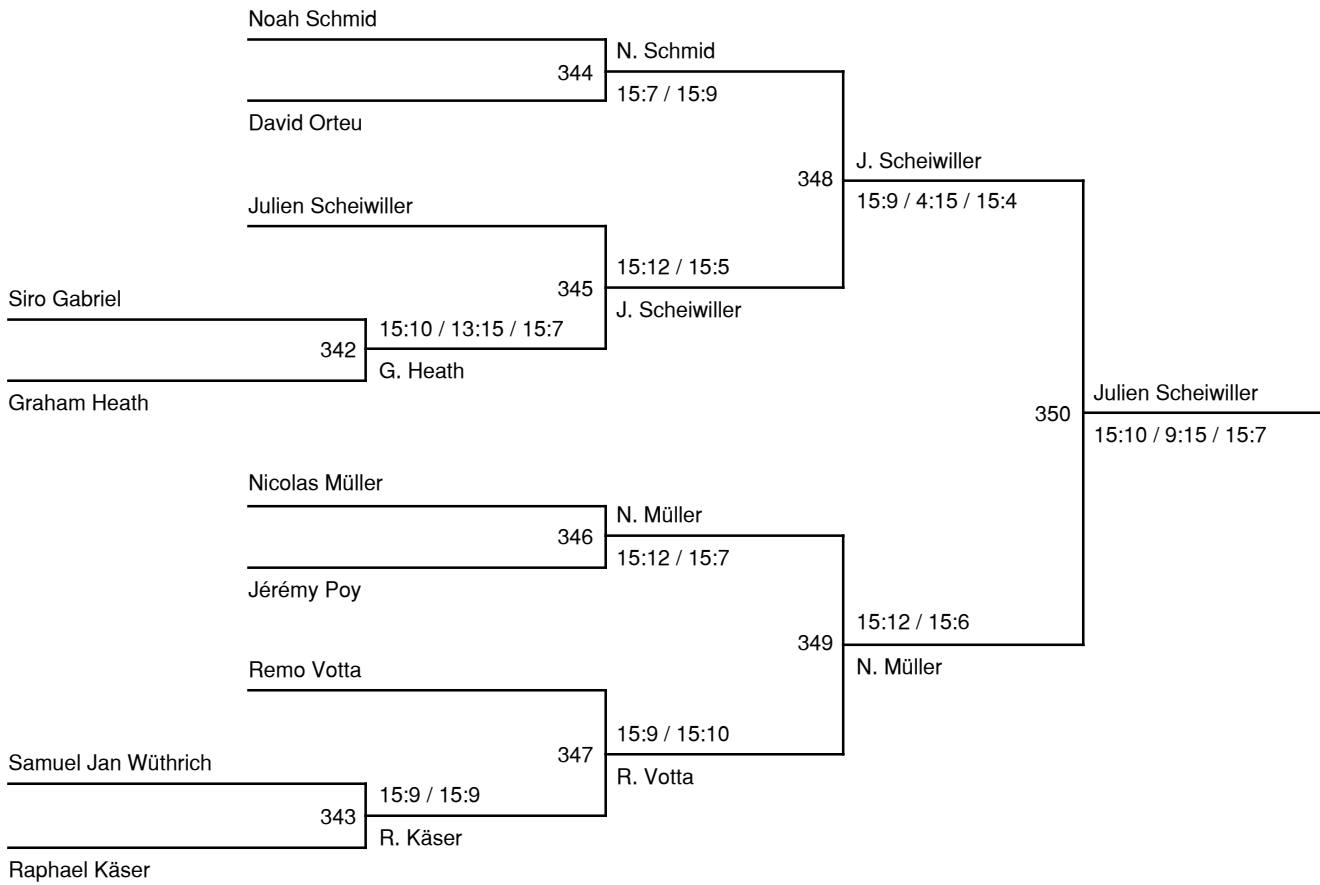 Noah Schmid
N. Schmid
344
15:7 / 15:9
David Orteu
J. Scheiwiller
348
15:9 / 4:15 / 15:4
Julien Scheiwiller
15:12 / 15:5
345
J. Scheiwiller
Siro Gabriel
15:10 / 13:15 / 15:7
342
G. Heath
Graham Heath
Julien Scheiwiller
350
15:10 / 9:15 / 15:7
Nicolas Müller
N. Müller
346
15:12 / 15:7
Jérémy Poy
15:12 / 15:6
349
N. Müller
Remo Votta
15:9 / 15:10
347
R. Votta
Samuel Jan Wüthrich
15:9 / 15:9
343
R. Käser
Raphael Käser